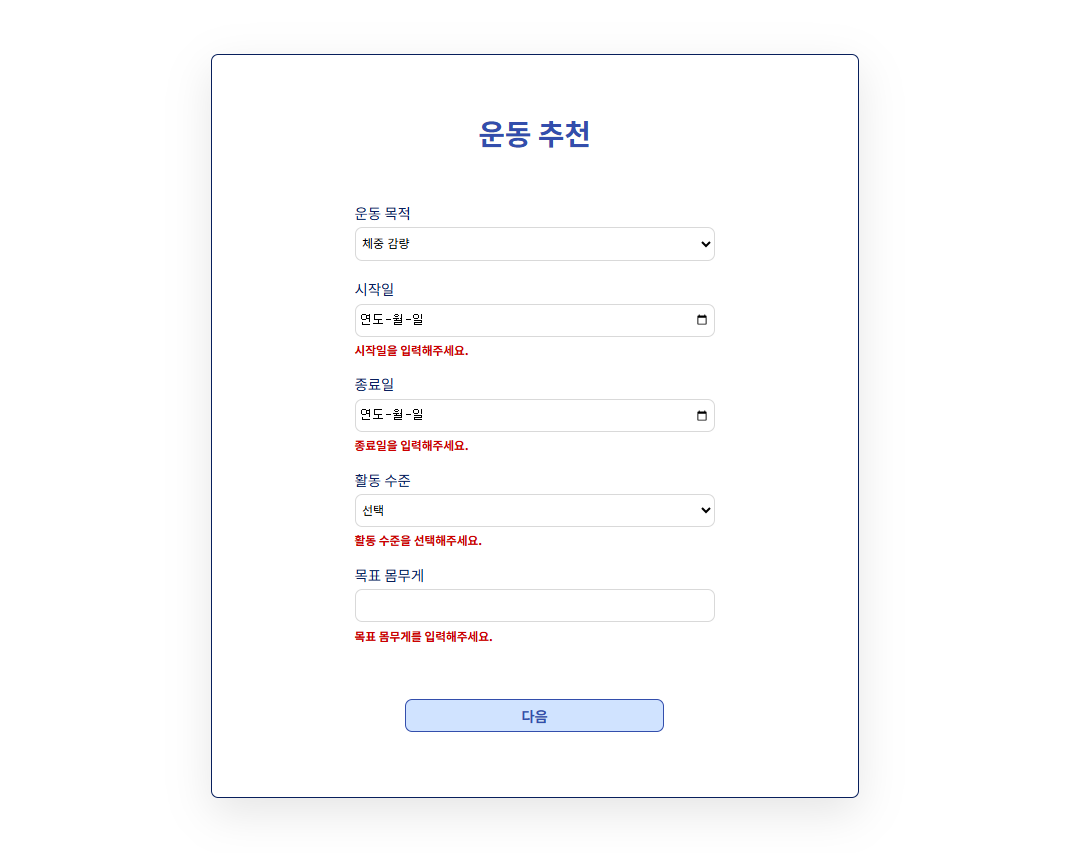 운동 추천
운동 목적
체중 감량
시작일
연도-월-일
시작일을 입력해주세요.
종료일
연도-월-일
종료일을 입력해주세요.
활동 수준
선택
활동 수준을 선택해주세요.
목표 몸무게
목표 몸무게를 입력해주세요.
다음